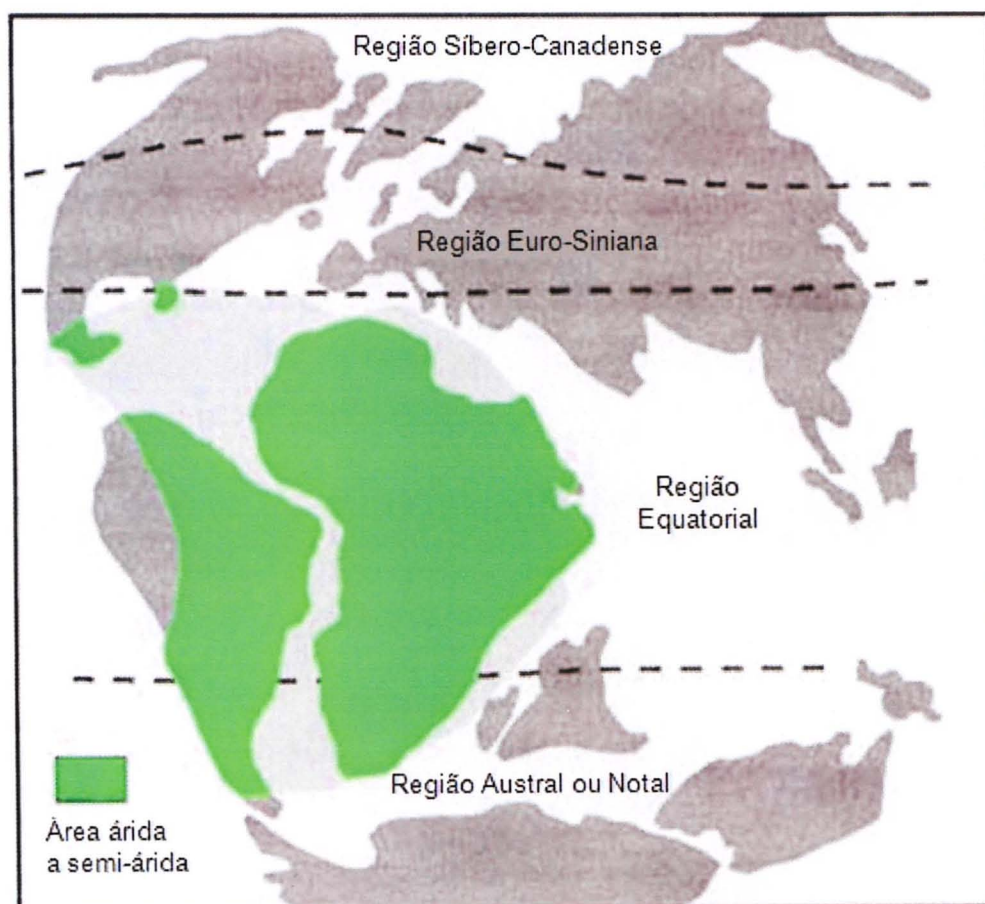 Região Síbero-Canadense
Região Euro-Siniana
Região
Equatorial
Região Austral ou Notal
Área árida
a semi-árida